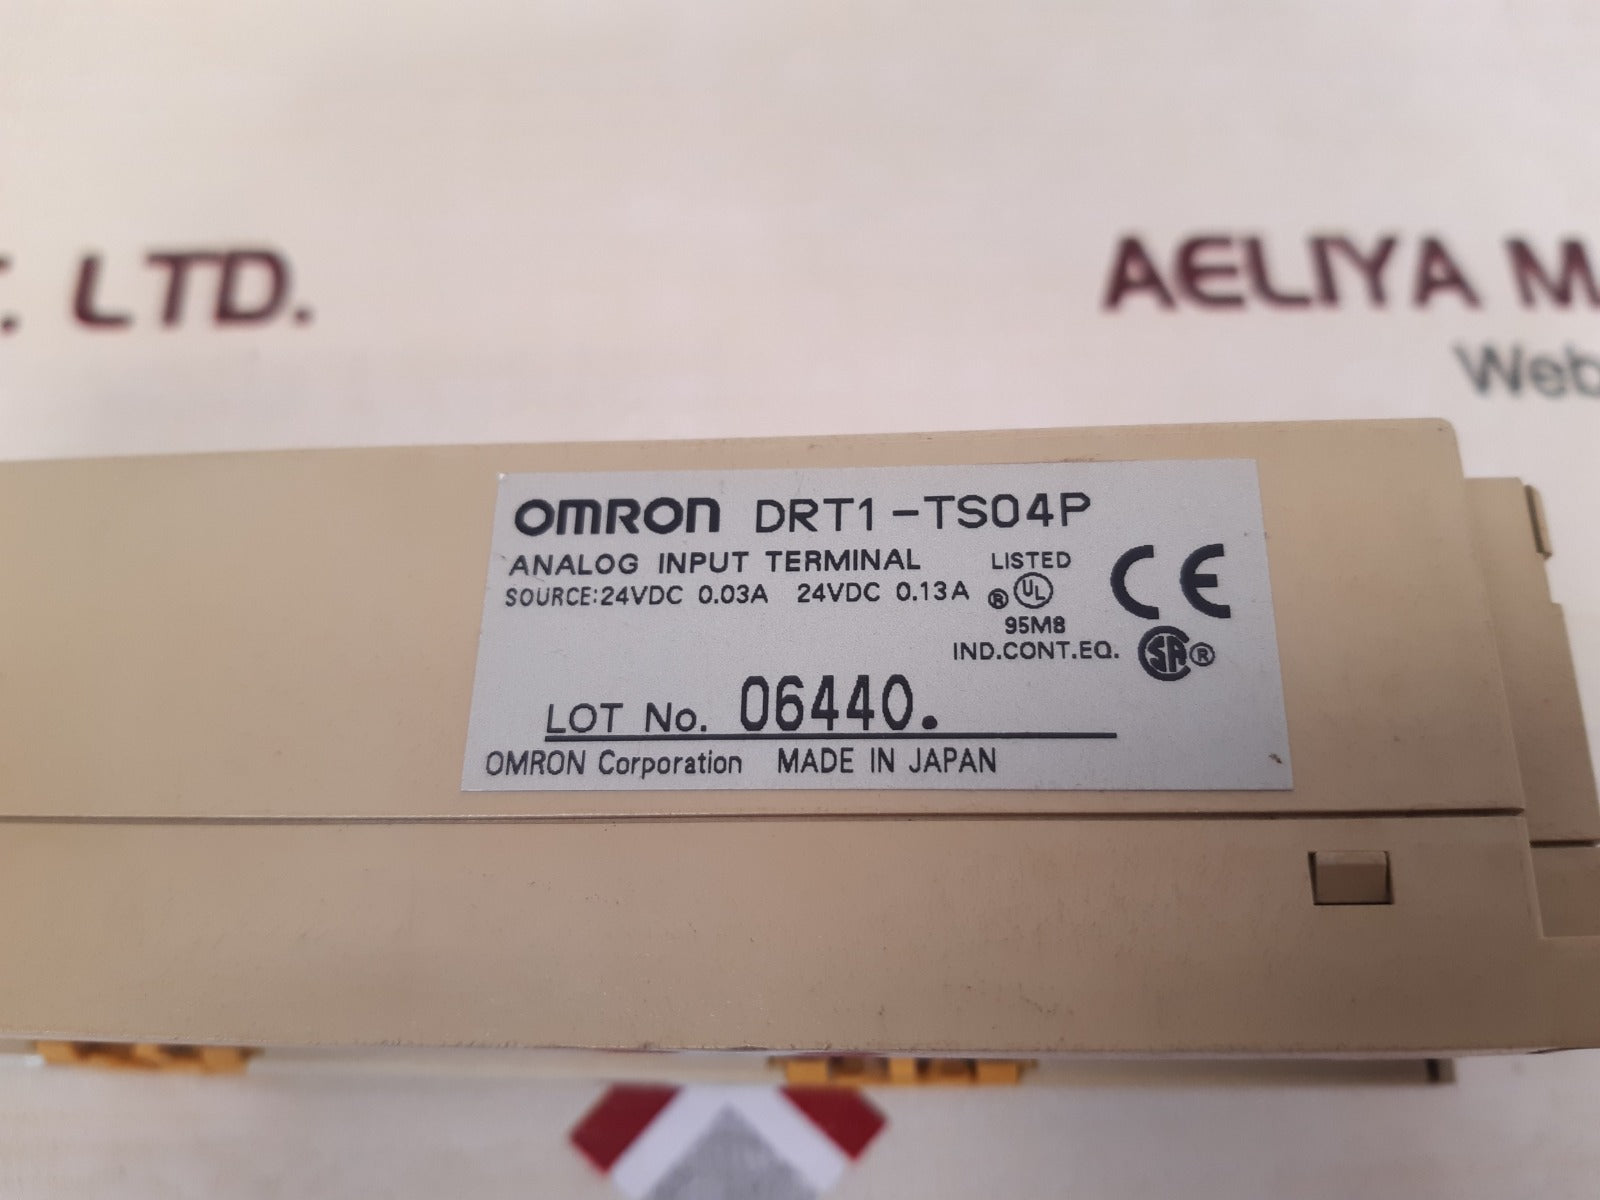 LTD.
AELIYA M
Web
OMRON DRT1-TS04P
ANALOG INPUT TERMINAL
SOURCE:24VDC 0.03A 24VDC 0.13A
LISTED
® UL
95M8
IND.CONT.EQ.
CE
SA ®
LOT No. 06440.
OMRON Corporation MADE IN JAPAN